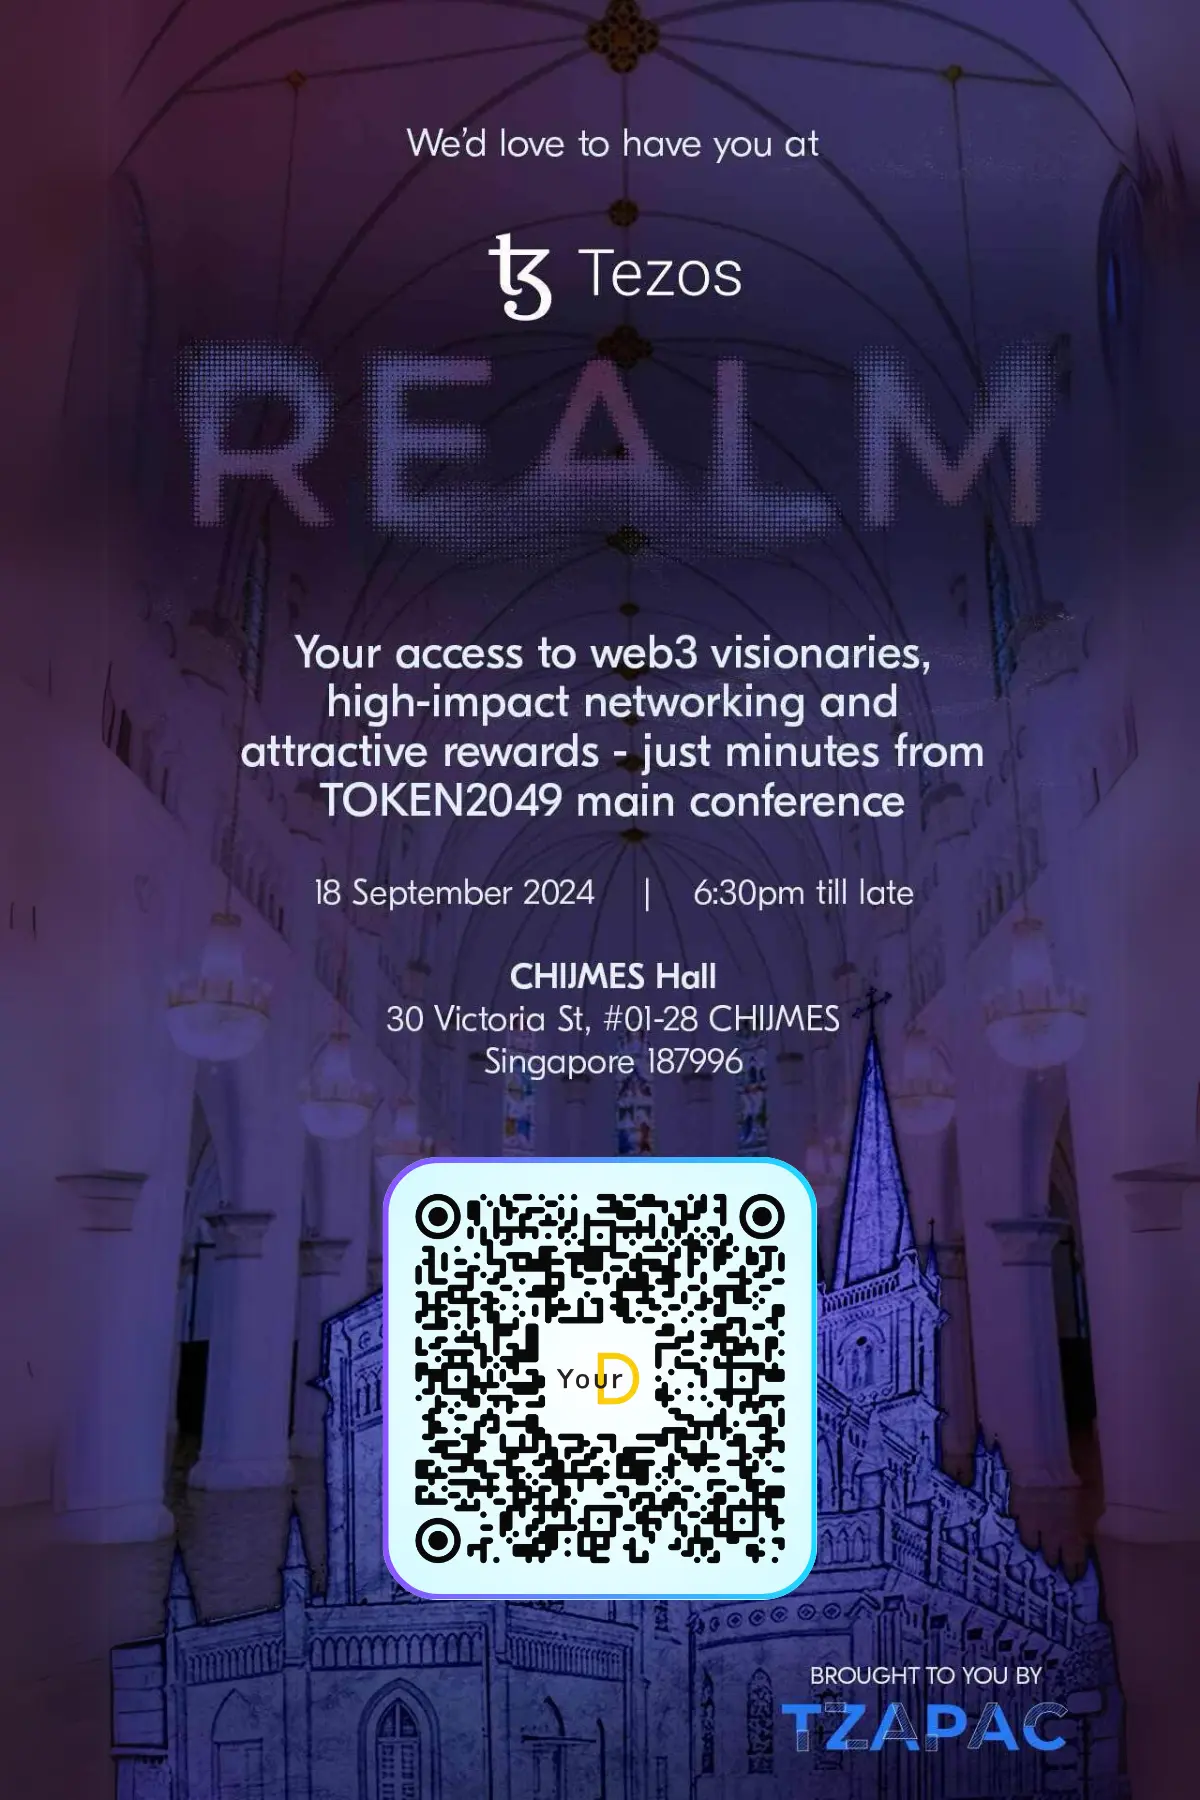 We'd love to have you at
Tezos
REALM
Your access to web3 visionaries,
high-impact networking and
attractive rewards - just minutes from
TOKEN2049 main conference
18 September 2024 | 6:30pm till late
CHIJMES Hall
30 Victoria St, #01-28 CHIJMES
Singapore 187996
YourD
BROUGHT TO YOU BY
TZAPAC